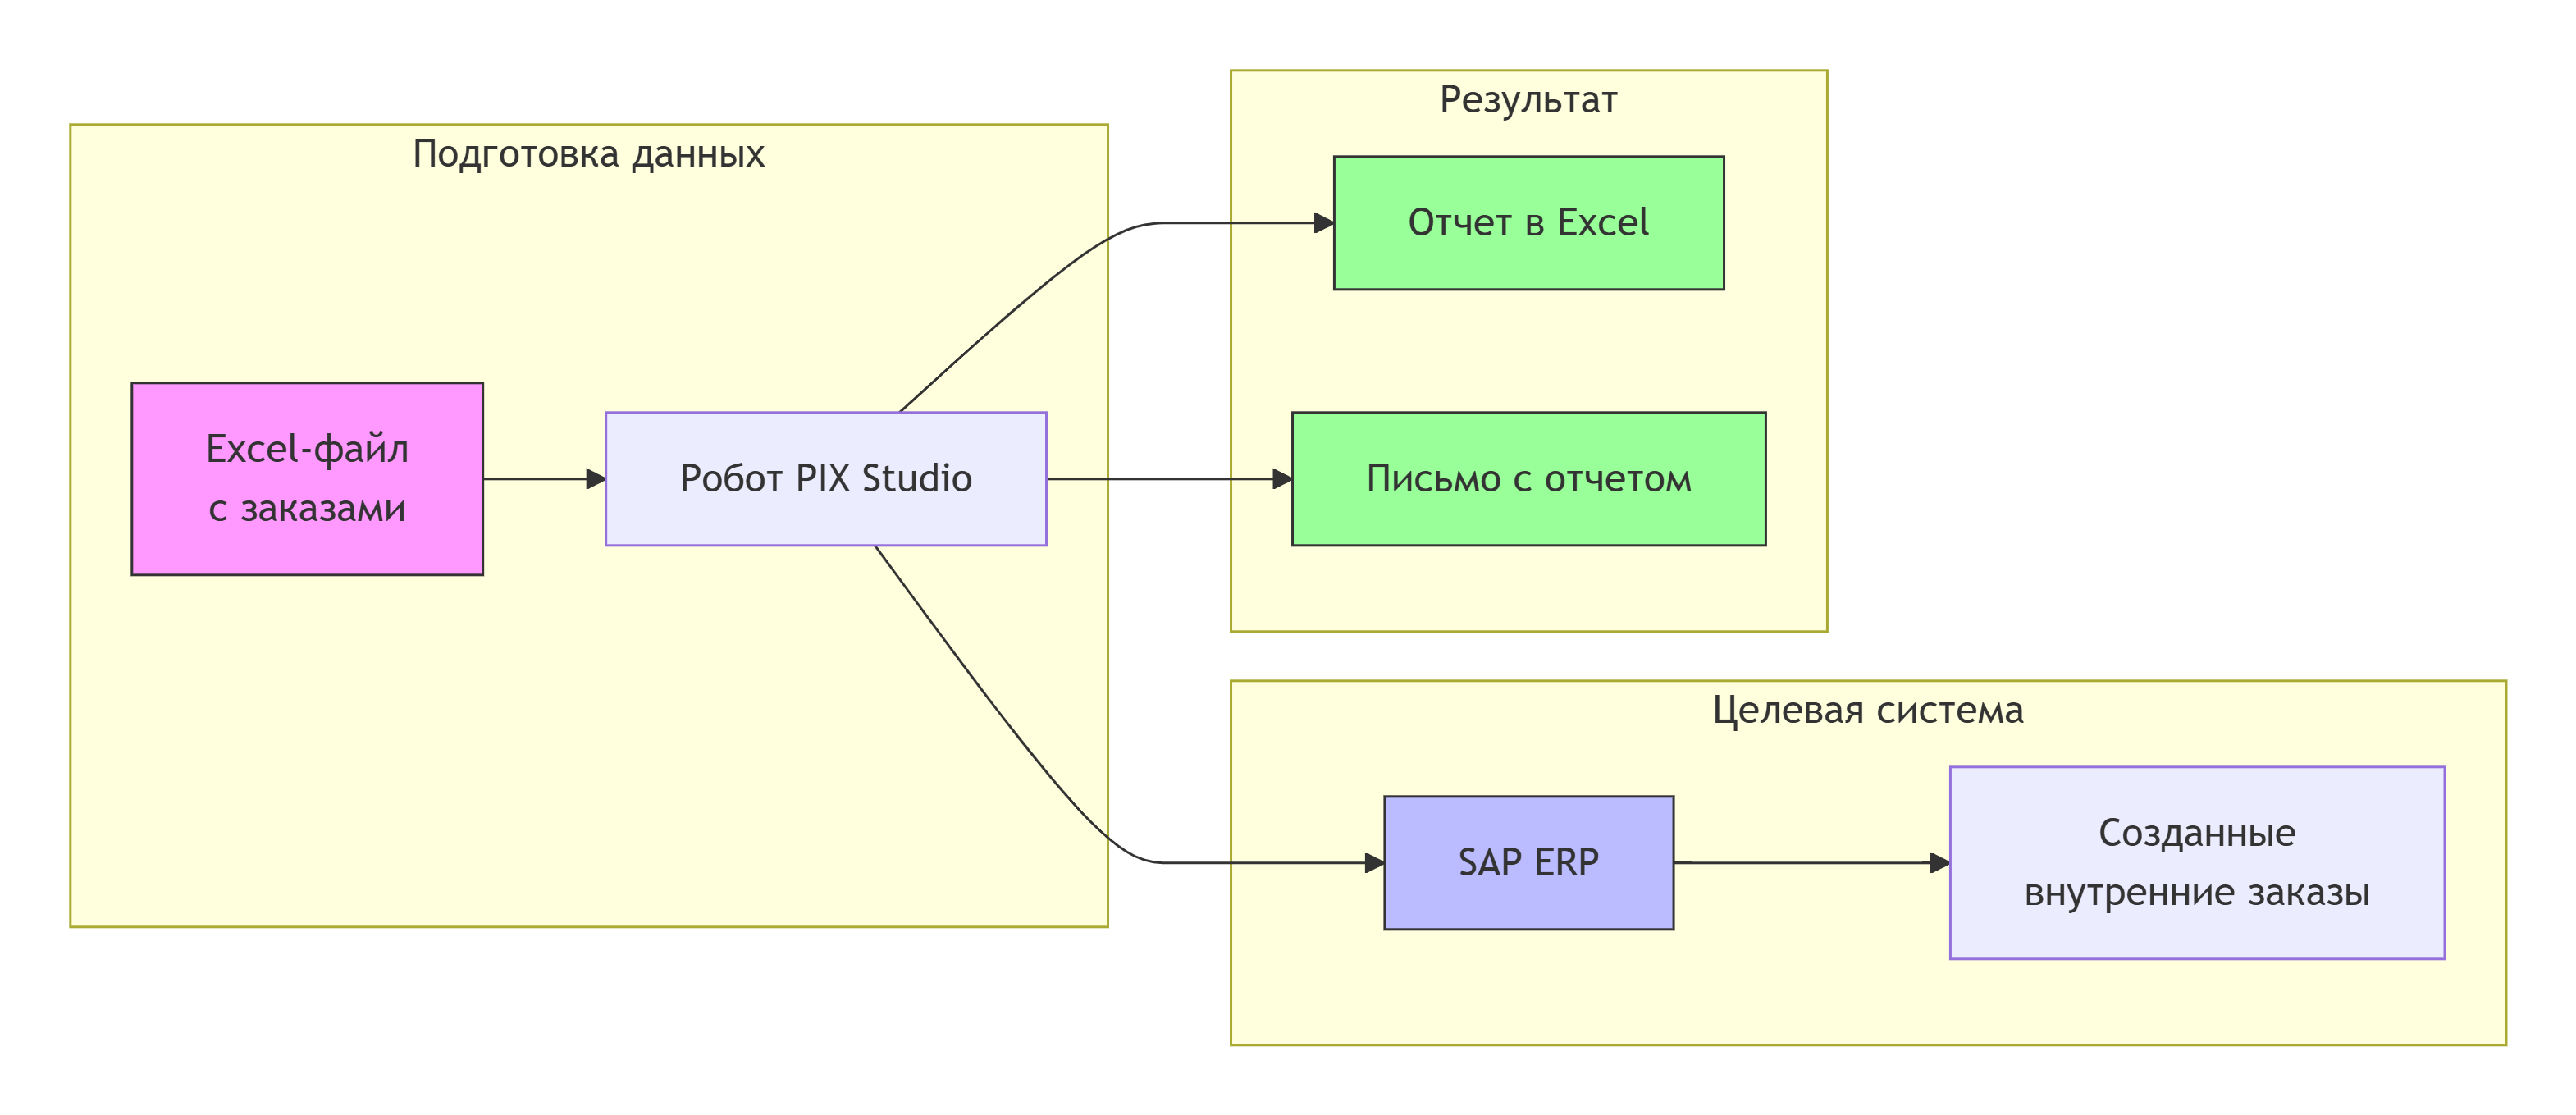 Подготовка данных
Excel-файл
с заказами
Робот PIX Studio
Результат
Отчет в Excel
Письмо с отчетом
Целевая система
SAP ERP
Созданные
внутренние заказы